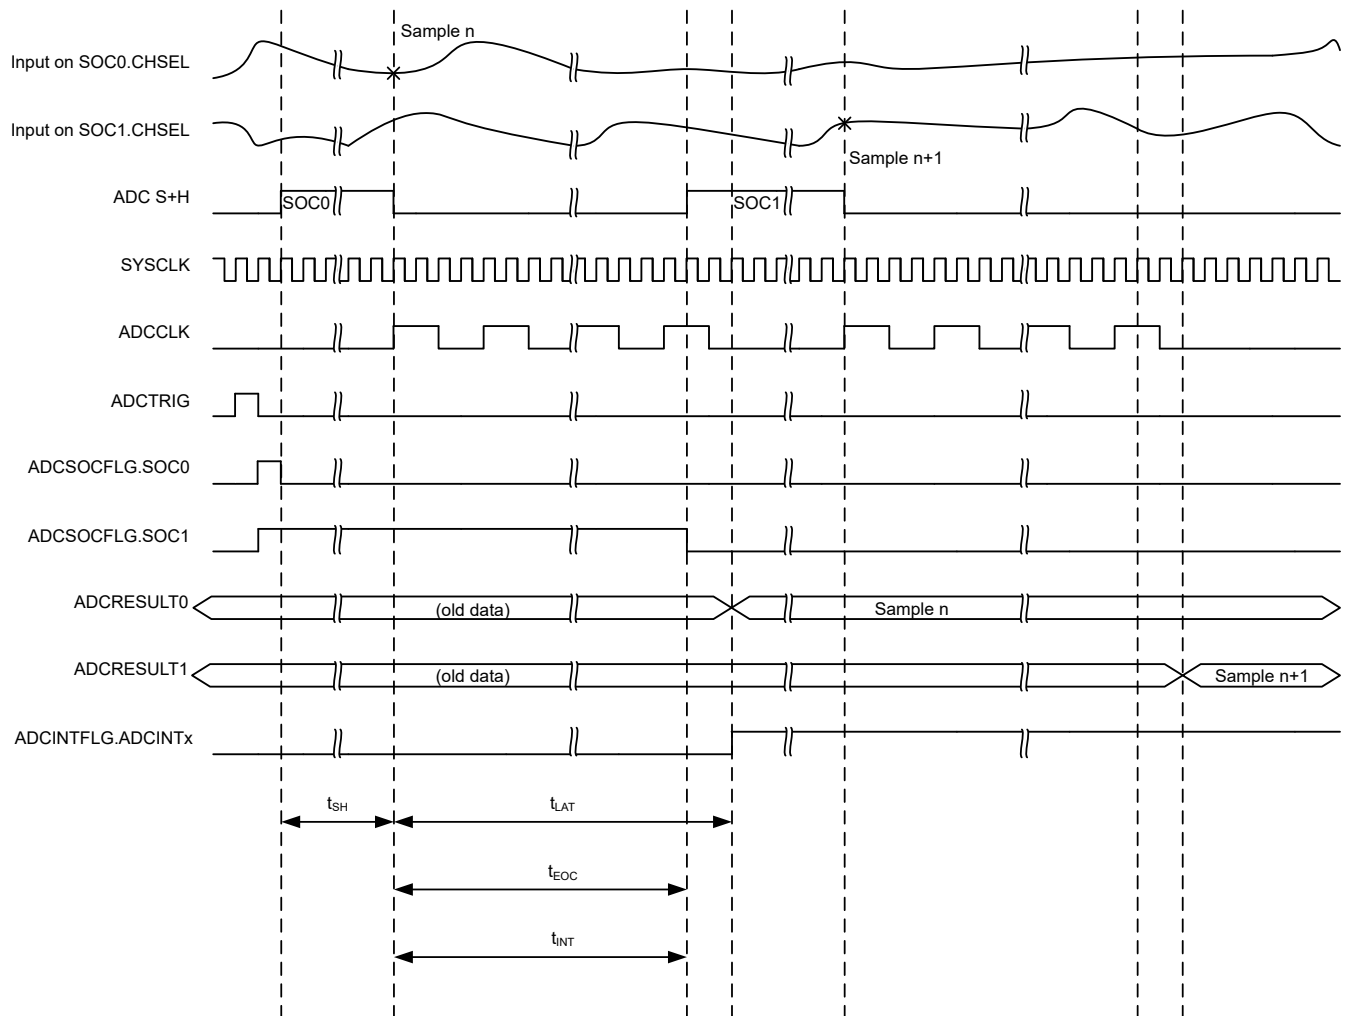 Sample n
Input on SOC0.CHSEL
Input on SOC1.CHSEL
Sample n+1
ADC S+H
SOC0
SOC1
SYSCLK
ADCCLK
ADCTRIG
ADCSOCFLG.SOC0
ADCSOCFLG.SOC1
ADCRESULT0
(old data)
Sample n
ADCRESULT1
(old data)
Sample n+1
ADCINTFLG.ADCINTx
tSH
tLAT
tEOC
tINT